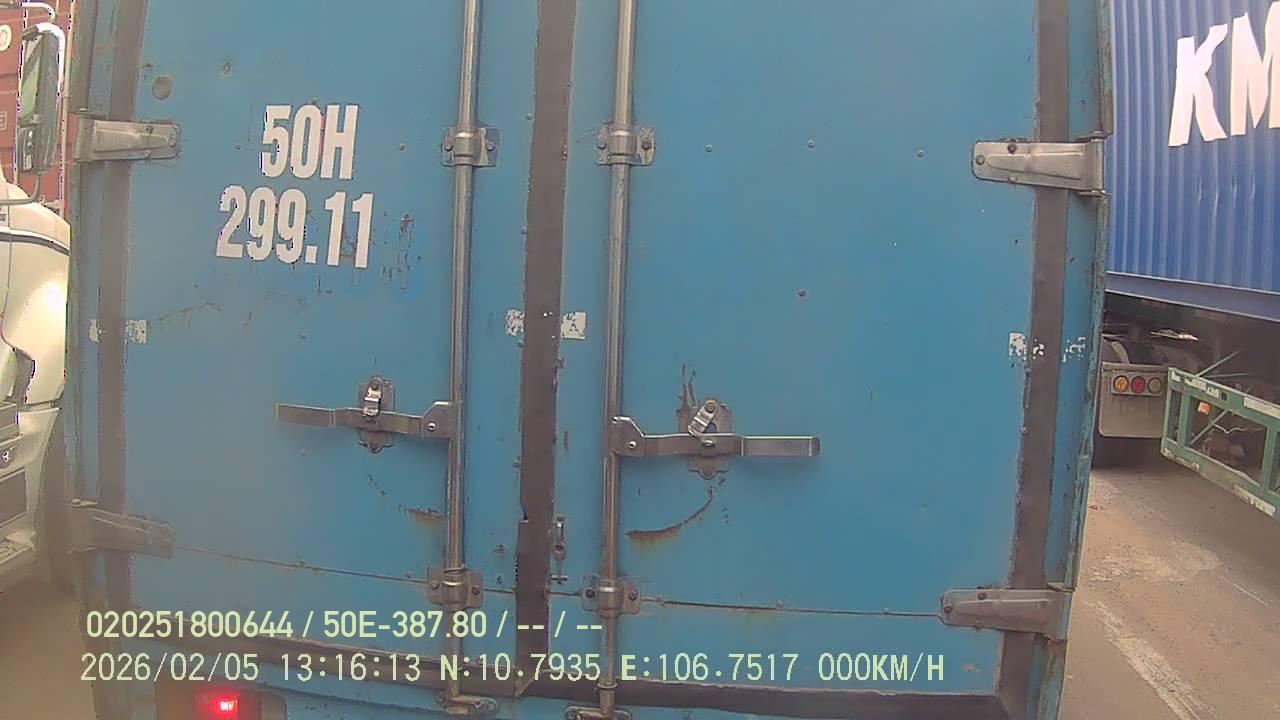 50H
299.11
KM
020251800644 / 50E-387.80 / -- / --
2026/02/05 13:16:13 N:10.7935 E:106.7517 000KM/H